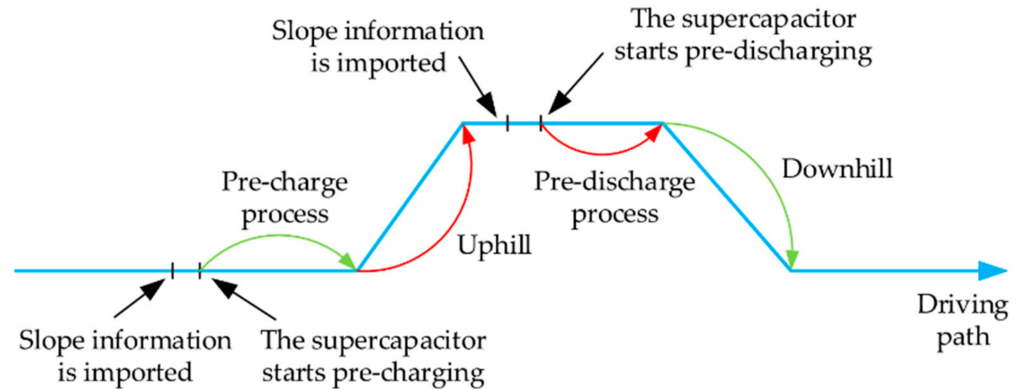 Slope information
is imported
The supercapacitor
starts pre-discharging
Pre-charge
process
Uphill
Pre-discharge
process
Downhill
Slope information
is imported
The supercapacitor
starts pre-charging
Driving
path